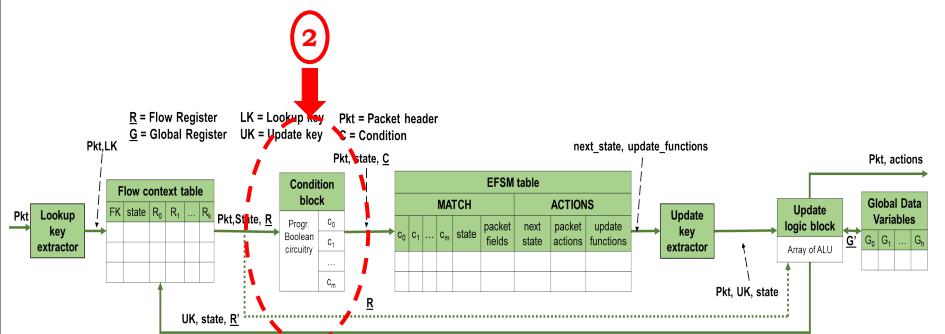 2
R = Flow Register
LK = Lookup key
Pkt = Packet header
G = Global Register
UK = Update key
C = Condition
Pkt,LK
Pkt, state, C
next_state, update_functions
Pkt, actions
Pkt
Lookup
key
extractor
Flow context table
FK state R0 R1 … Rk
Pkt,State, R
Condition
block
Progr.
Boolean
circuitry
c0
c1
…
cm
EFSM table
MATCH
ACTIONS
c0 c1 … cm state packet fields next state packet actions update functions
Update
key
extractor
Update
logic block
Array of ALU
G'
Global Data
Variables
G0 G1 … Gh
Pkt, UK, state
R
UK, state, R'